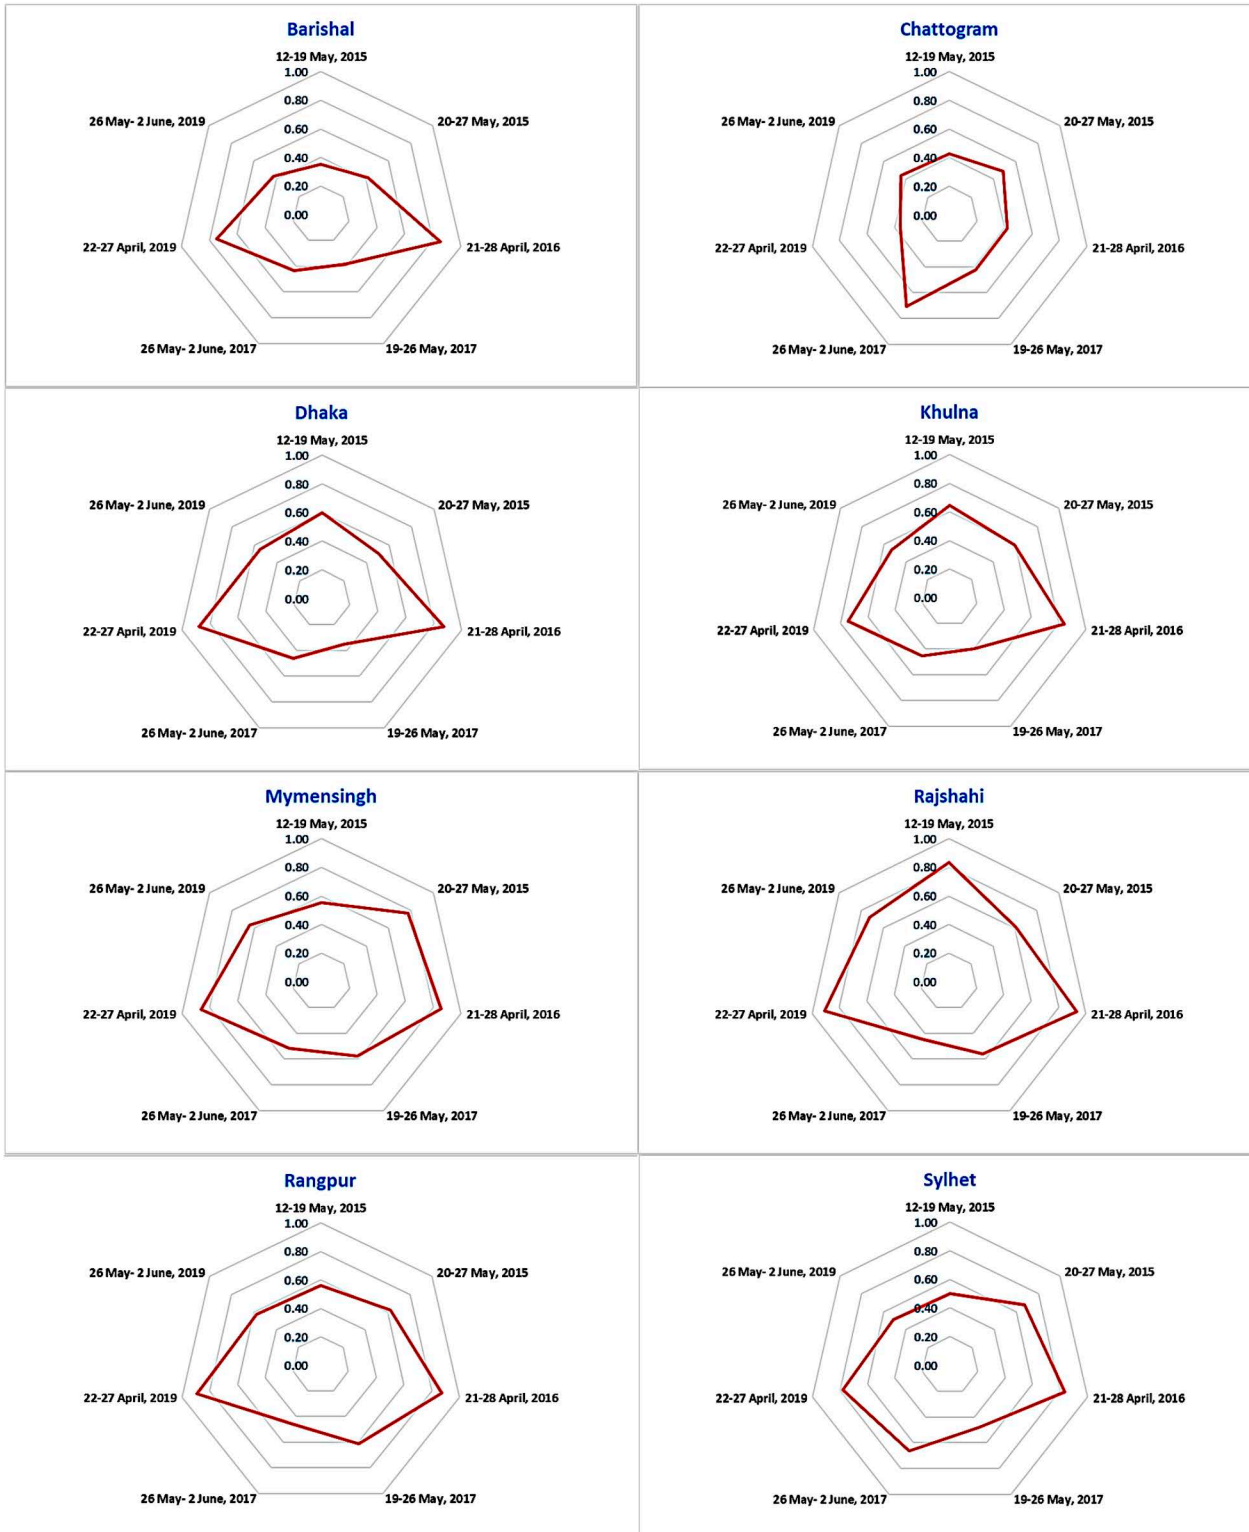 Barishal
12-19 May, 2015
1.00
26 May- 2 June, 2019
20-27 May, 2015
0.80
0.60
0.40
0.20
0.00
22-27 April, 2019
21-28 April, 2016
26 May- 2 June, 2017
19-26 May, 2017
Chattogram
12-19 May, 2015
1.00
26 May- 2 June, 2019
20-27 May, 2015
0.80
0.60
0.40
0.20
0.00
22-27 April, 2019
21-28 April, 2016
26 May- 2 June, 2017
19-26 May, 2017
Dhaka
12-19 May, 2015
1.00
26 May- 2 June, 2019
20-27 May, 2015
0.80
0.60
0.40
0.20
0.00
22-27 April, 2019
21-28 April, 2016
26 May- 2 June, 2017
19-26 May, 2017
Khulna
12-19 May, 2015
1.00
26 May- 2 June, 2019
20-27 May, 2015
0.80
0.60
0.40
0.20
0.00
22-27 April, 2019
21-28 April, 2016
26 May- 2 June, 2017
19-26 May, 2017
Mymensingh
12-19 May, 2015
1.00
26 May- 2 June, 2019
20-27 May, 2015
0.80
0.60
0.40
0.20
0.00
22-27 April, 2019
21-28 April, 2016
26 May- 2 June, 2017
19-26 May, 2017
Rajshahi
12-19 May, 2015
1.00
26 May- 2 June, 2019
20-27 May, 2015
0.80
0.60
0.40
0.20
0.00
22-27 April, 2019
21-28 April, 2016
26 May- 2 June, 2017
19-26 May, 2017
Rangpur
12-19 May, 2015
1.00
26 May- 2 June, 2019
20-27 May, 2015
0.80
0.60
0.40
0.20
0.00
22-27 April, 2019
21-28 April, 2016
26 May- 2 June, 2017
19-26 May, 2017
Sylhet
12-19 May, 2015
1.00
26 May- 2 June, 2019
20-27 May, 2015
0.80
0.60
0.40
0.20
0.00
22-27 April, 2019
21-28 April, 2016
26 May- 2 June, 2017
19-26 May, 2017